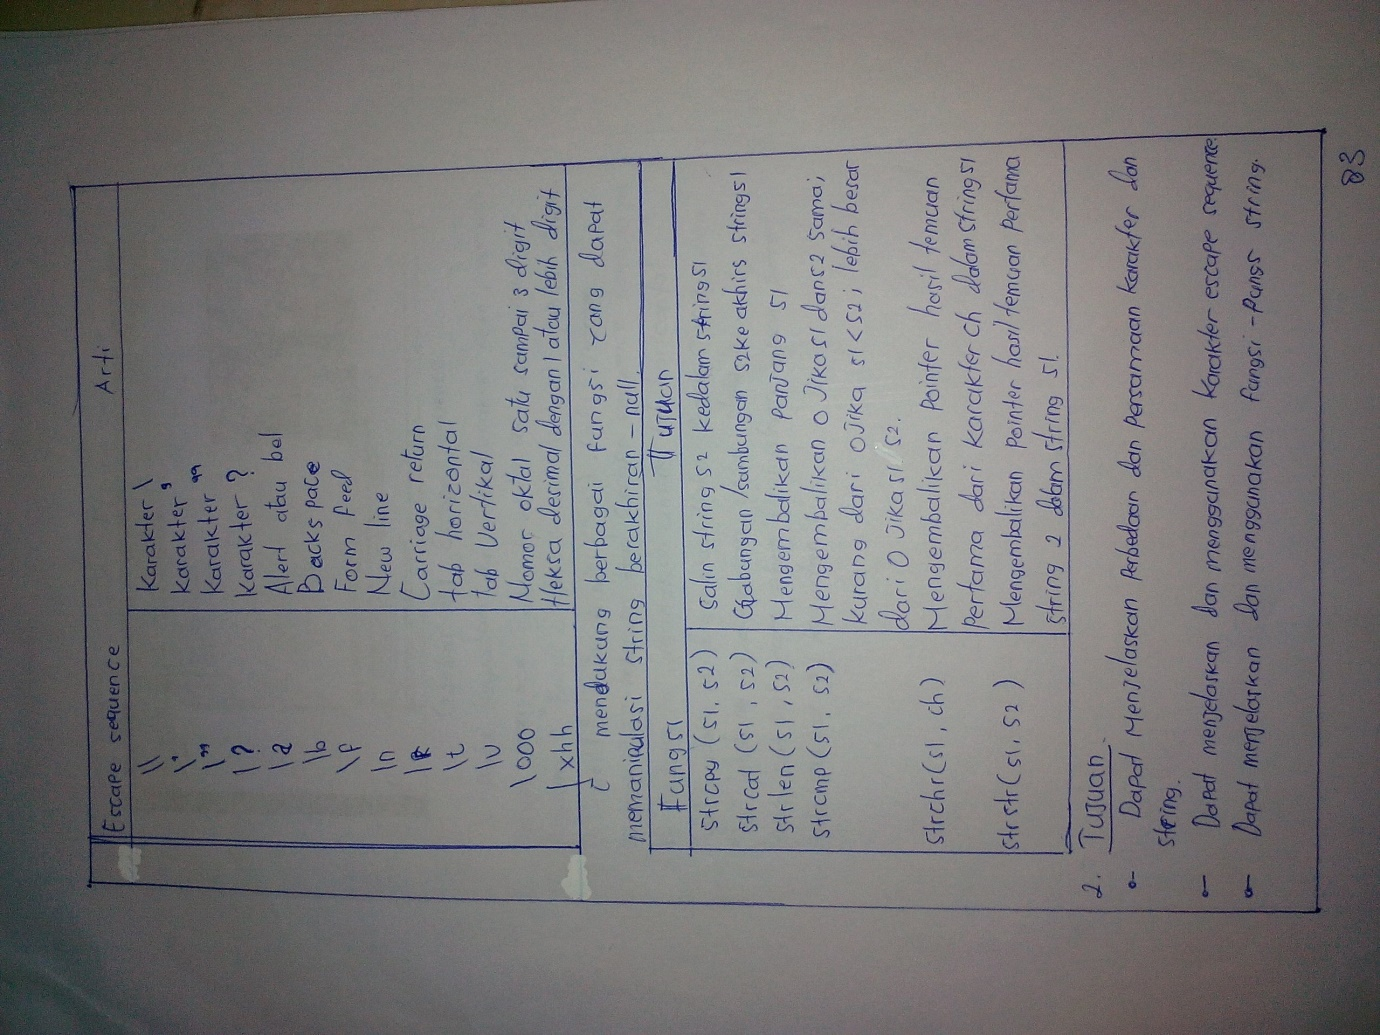 Escape sequence Arti
\\ Karakter \
\' Karakter '
\" Karakter "
\? Karakter ?
\a Alert atau bel
\b Backspace
\f Form feed
\n New line
\r Carriage return
\t tab horizontal
\v tab Vertikal
\000 Nomor oktal satu sampai 3 digit
\xhh Heksa desimal dengan 1 atau lebih digit
C mendukung berbagai fungsi yang dapat
memanipulasi string berakhiran - null.
Fungsi Tujuan
Strcpy (s1, s2) Salin string s2 kedalam string s1
Strcat (s1, s2) Gabungan/sambungan s2 ke akhirs string s1
Strlen (s1, s2) Mengembalikan panjang s1
Strcmp (s1, s2) Mengembalikan 0 jika s1 dan s2 sama;
kurang dari 0 jika s1 < s2; lebih besar
dari 0 jika s1 s2.
Strchr (s1, ch) Mengembalikan pointer hasil temuan
pertama dari karakter ch dalam string s1
Strstr (s1, s2) Mengembalikan pointer hasil temuan pertama
string 2 dalam string s1.
2. Tujuan
- Dapat Menjelaskan Perbedaan dan Persamaan karakter dan
string.
- Dapat menjelaskan dan menggunakan karakter escape sequence
- Dapat menjelaskan dan menggunakan fungsi - Pangs string.
83